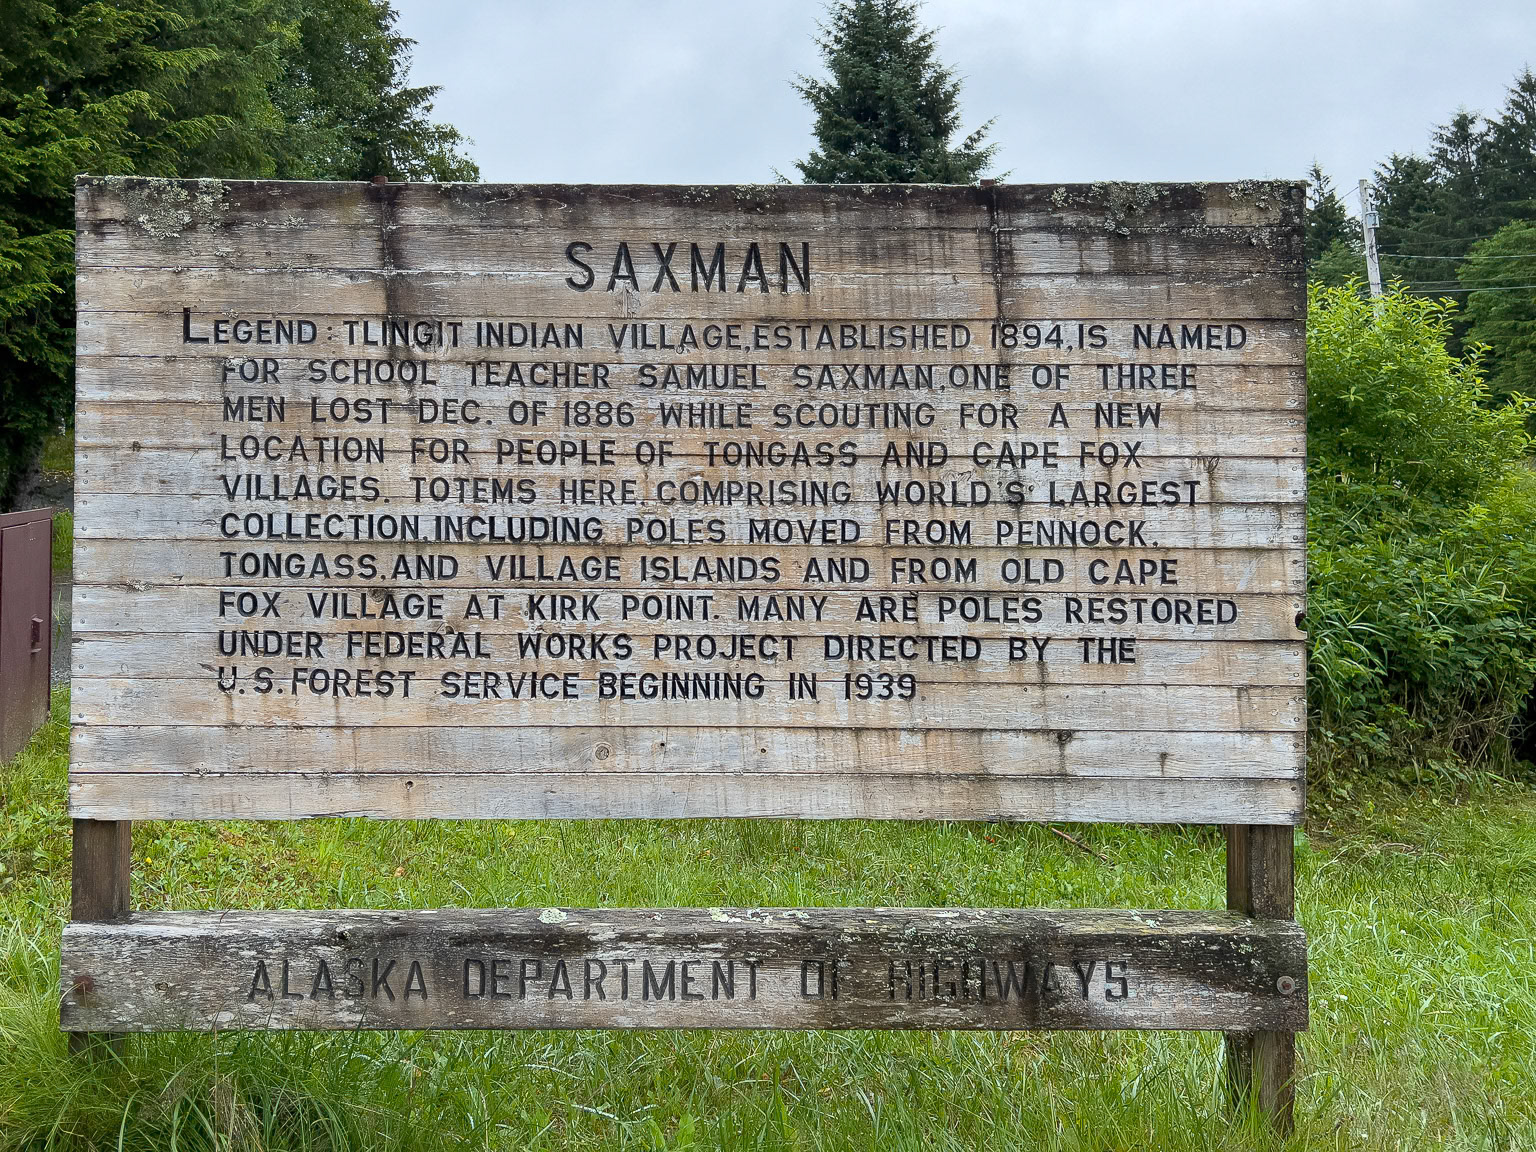 SAXMAN
LEGEND: TLINGIT INDIAN VILLAGE, ESTABLISHED 1894, IS NAMED
FOR SCHOOL TEACHER SAMUEL SAXMAN, ONE OF THREE
MEN LOST DEC. OF 1886 WHILE SCOUTING FOR A NEW
LOCATION FOR PEOPLE OF TONGASS AND CAPE FOX
VILLAGES. TOTEMS HERE, COMPRISING WORLD'S LARGEST
COLLECTION, INCLUDING POLES MOVED FROM PENNOCK,
TONGASS, AND VILLAGE ISLANDS AND FROM OLD CAPE
FOX VILLAGE AT KIRK POINT. MANY ARE POLES RESTORED
UNDER FEDERAL WORKS PROJECT DIRECTED BY THE
U.S. FOREST SERVICE BEGINNING IN 1939.
ALASKA DEPARTMENT OF HIGHWAYS